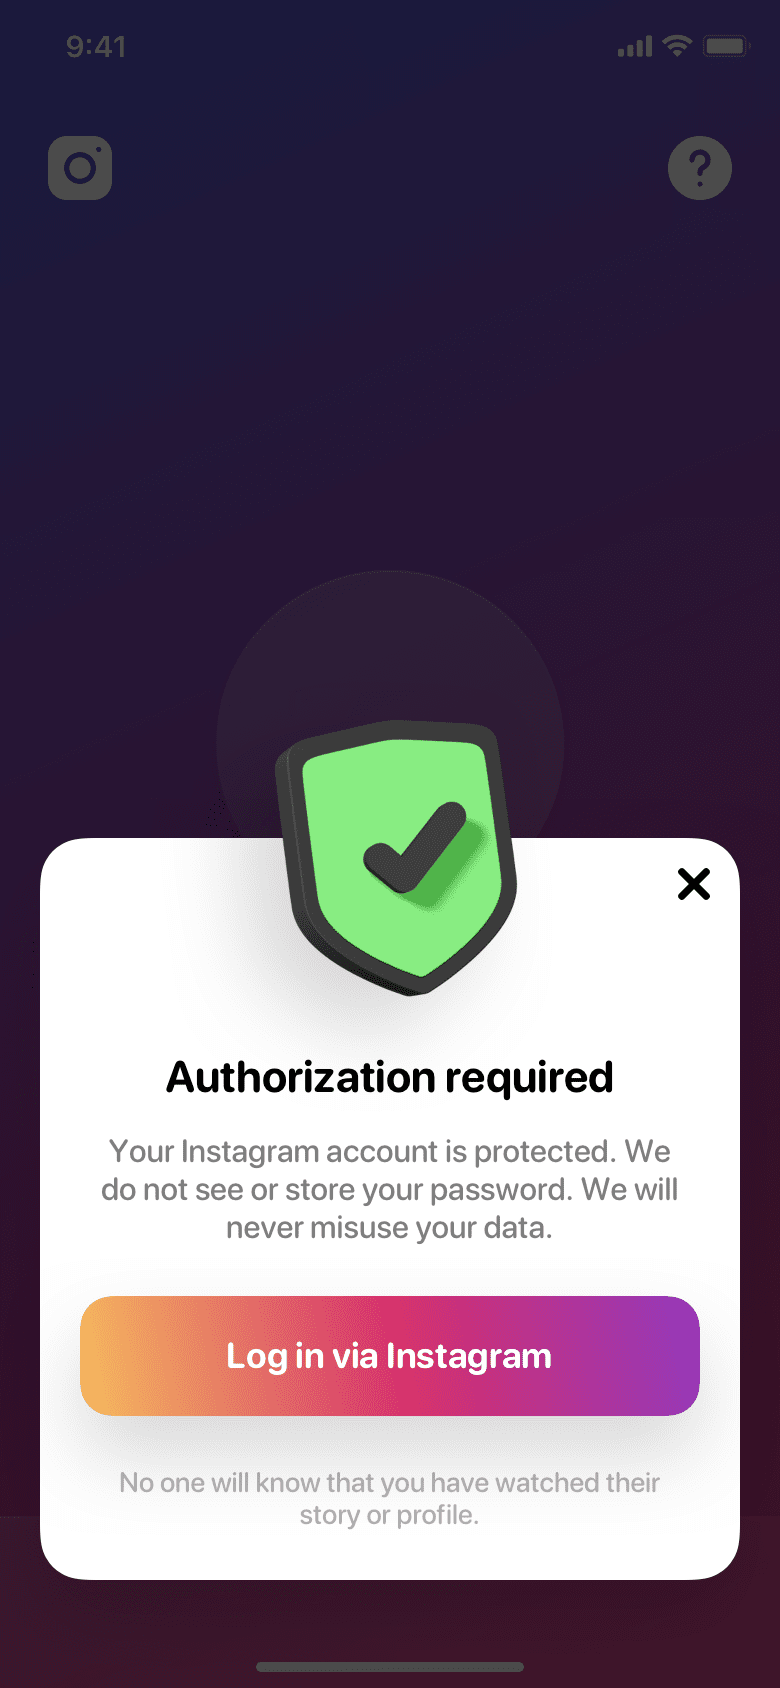 9:41
Authorization required
Your Instagram account is protected. We
do not see or store your password. We will
never misuse your data.
Log in via Instagram
No one will know that you have watched their
story or profile.